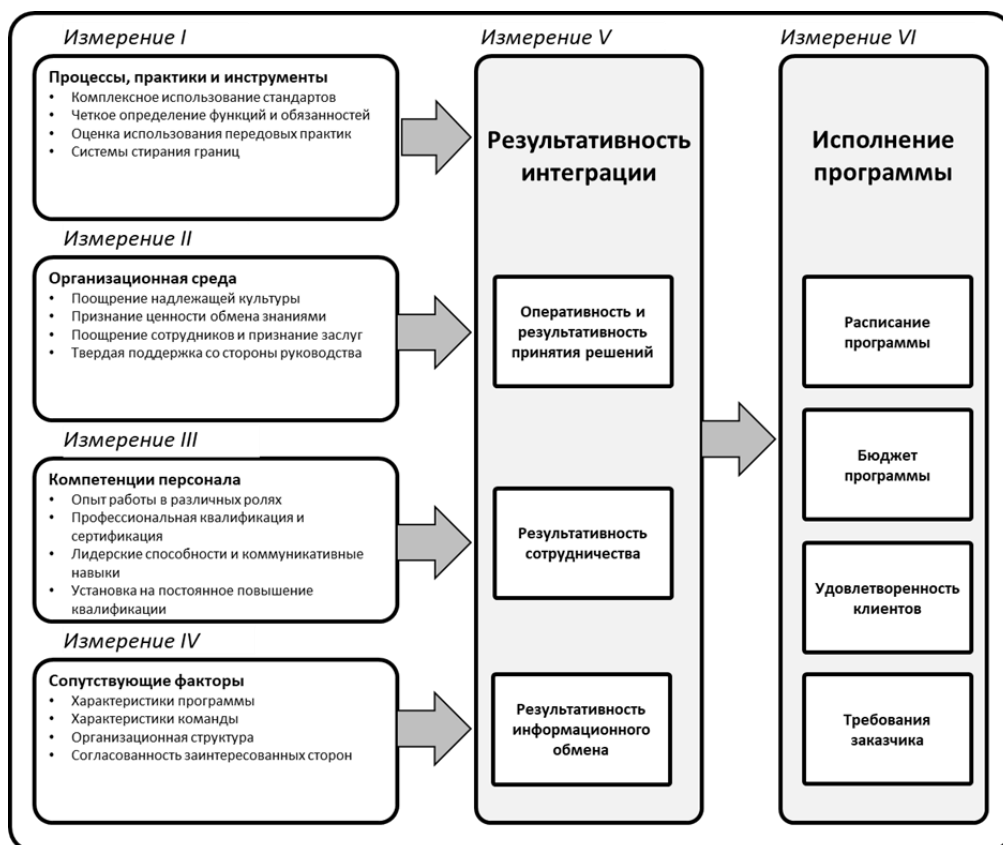 Измерение I
Процессы, практики и инструменты
• Комплексное использование стандартов
• Четкое определение функций и обязанностей
• Оценка использования передовых практик
• Системы стирания границ
Измерение II
Организационная среда
• Поощрение надлежащей культуры
• Признание ценности обмена знаниями
• Поощрение сотрудников и признание заслуг
• Твердая поддержка со стороны руководства
Измерение III
Компетенции персонала
• Опыт работы в различных ролях
• Профессиональная квалификация и
сертификация
• Лидерские способности и коммуникативные
навыки
• Установка на постоянное повышение
квалификации
Измерение IV
Сопутствующие факторы
• Характеристики программы
• Характеристики команды
• Организационная структура
• Согласованность заинтересованных сторон
Измерение V
Результативность
интеграции
Оперативность и
результативность
принятия решений
Результативность
сотрудничества
Результативность
информационного
обмена
Измерение VI
Исполнение
программы
Расписание
программы
Бюджет
программы
Удовлетворенность
клиентов
Требования
заказчика